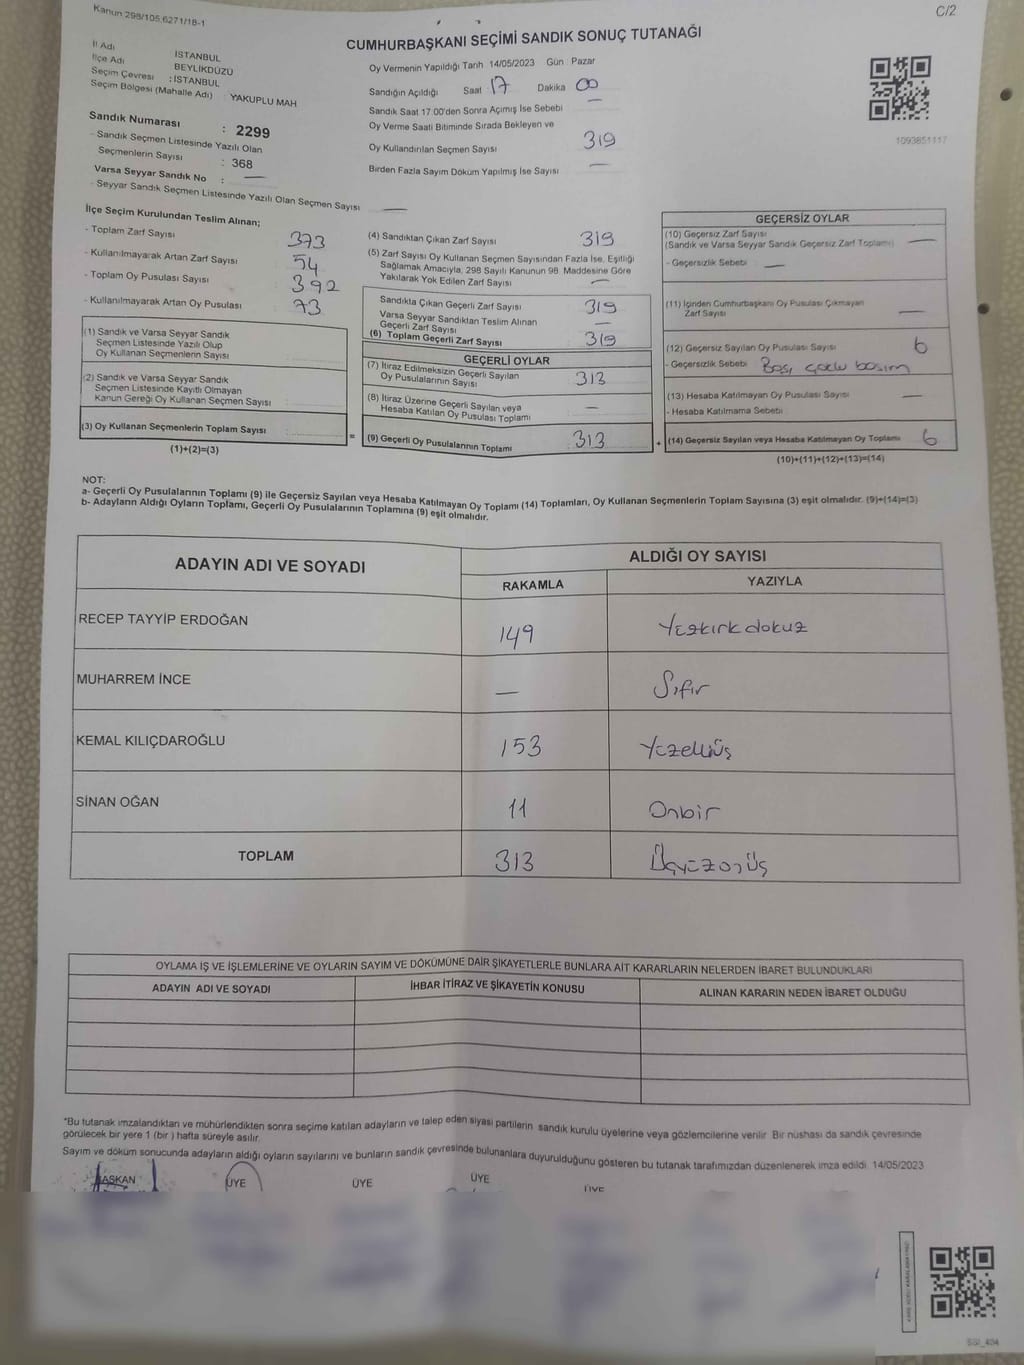 Kanun 298/105,6271/18-1
C/2
CUMHURBAŞKANI SEÇİMİ SANDIK SONUÇ TUTANAĞI
İl Adı İSTANBUL
İlçe Adı BEYLİKDÜZÜ
Seçim Çevresi : İSTANBUL
Seçim Bölgesi (Mahalle Adı) : YAKUPLU MAH
Oy Vermenin Yapıldığı Tarih 14/05/2023 Gün Pazar
Sandığın Açıldığı Saat : 17 Dakika 00
Sandık Saat 17:00'den Sonra Açımış İse Sebebi —
Oy Verme Saati Bitiminde Sırada Bekleyen ve
Oy Kullandırılan Seçmen Sayısı 319
Birden Fazla Sayım Döküm Yapılmış İse Sayısı —
1093851117
Sandık Numarası : 2299
- Sandık Seçmen Listesinde Yazılı Olan
Seçmenlerin Sayısı : 368
Varsa Seyyar Sandık No : —
- Seyyar Sandık Seçmen Listesinde Yazılı Olan Seçmen Sayısı —
İlçe Seçim Kurulundan Teslim Alınan;
- Toplam Zarf Sayısı 373
- Kullanılmayarak Artan Zarf Sayısı 54
- Toplam Oy Pusulası Sayısı 392
- Kullanılmayarak Artan Oy Pusulası 73
(1) Sandık ve Varsa Seyyar Sandık
Seçmen Listesinde Yazılı Olup
Oy Kullanan Seçmenlerin Sayısı
(2) Sandık ve Varsa Seyyar Sandık
Seçmen Listesinde Kayıtlı Olmayan
Kanun Gereği Oy Kullanan Seçmen Sayısı
(3) Oy Kullanan Seçmenlerin Toplam Sayısı
(1)+(2)=(3)
(4) Sandıktan Çıkan Zarf Sayısı 319
(5) Zarf Sayısı Oy Kullanan Seçmen Sayısından Fazla İse, Eşitliği
Sağlamak Amacıyla, 298 Sayılı Kanunun 98. Maddesine Göre
Yakılarak Yok Edilen Zarf Sayısı —
Sandıkta Çıkan Geçerli Zarf Sayısı 319
Varsa Seyyar Sandıktan Teslim Alınan
Geçerli Zarf Sayısı —
(6) Toplam Geçerli Zarf Sayısı 319
GEÇERLİ OYLAR
(7) İtiraz Edilmeksizin Geçerli Sayılan
Oy Pusulalarının Sayısı 313
(8) İtiraz Üzerine Geçerli Sayılan veya
Hesaba Katılan Oy Pusulası Toplamı —
= (9) Geçerli Oy Pusulalarının Toplamı 313 +
GEÇERSİZ OYLAR
(10) Geçersiz Zarf Sayısı
(Sandık ve Varsa Seyyar Sandık Geçersiz Zarf Toplamı) —
- Geçersizlik Sebebi : —
(11) İçinden Cumhurbaşkanı Oy Pusulası Çıkmayan
Zarf Sayısı —
(12) Geçersiz Sayılan Oy Pusulası Sayısı 6
- Geçersizlik Sebebi Boş, çoklu basım
(13) Hesaba Katılmayan Oy Pusulası Sayısı —
- Hesaba Katılmama Sebebi
(14) Geçersiz Sayılan veya Hesaba Katılmayan Oy Toplamı 6
(10)+(11)+(12)+(13)=(14)
NOT:
a- Geçerli Oy Pusulalarının Toplamı (9) ile Geçersiz Sayılan veya Hesaba Katılmayan Oy Toplamı (14) Toplamları, Oy Kullanan Seçmenlerin Toplam Sayısına (3) eşit olmalıdır. (9)+(14)=(3)
b- Adayların Aldığı Oyların Toplamı, Geçerli Oy Pusulalarının Toplamına (9) eşit olmalıdır.
ADAYIN ADI VE SOYADI ALDIĞI OY SAYISI
RAKAMLA YAZIYLA
RECEP TAYYİP ERDOĞAN 149 Yüzkırkdokuz
MUHARREM İNCE — Sıfır
KEMAL KILIÇDAROĞLU 153 Yüzelliüş
SİNAN OĞAN 11 Onbir
TOPLAM 313 Üçyüzonüş
OYLAMA İŞ VE İŞLEMLERİNE VE OYLARIN SAYIM VE DÖKÜMÜNE DAİR ŞİKAYETLERLE BUNLARA AİT KARARLARIN NELERDEN İBARET BULUNDUKLARI
ADAYIN ADI VE SOYADI İHBAR İTİRAZ VE ŞİKAYETİN KONUSU ALINAN KARARIN NEDEN İBARET OLDUĞU
*Bu tutanak imzalandıktan ve mühürlendikten sonra seçime katılan adayların ve talep eden siyasi partilerin sandık kurulu üyelerine veya gözlemcilerine verilir. Bir nüshası da sandık çevresinde
görülecek bir yere 1 (bir) hafta süreyle asılır.
Sayım ve döküm sonucunda adayların aldığı oyların sayılarını ve bunların sandık çevresinde bulunanlara duyurulduğunu gösteren bu tutanak tarafımızdan düzenlenerek imza edildi. 14/05/2023
BAŞKAN ÜYE ÜYE ÜYE ÜYE